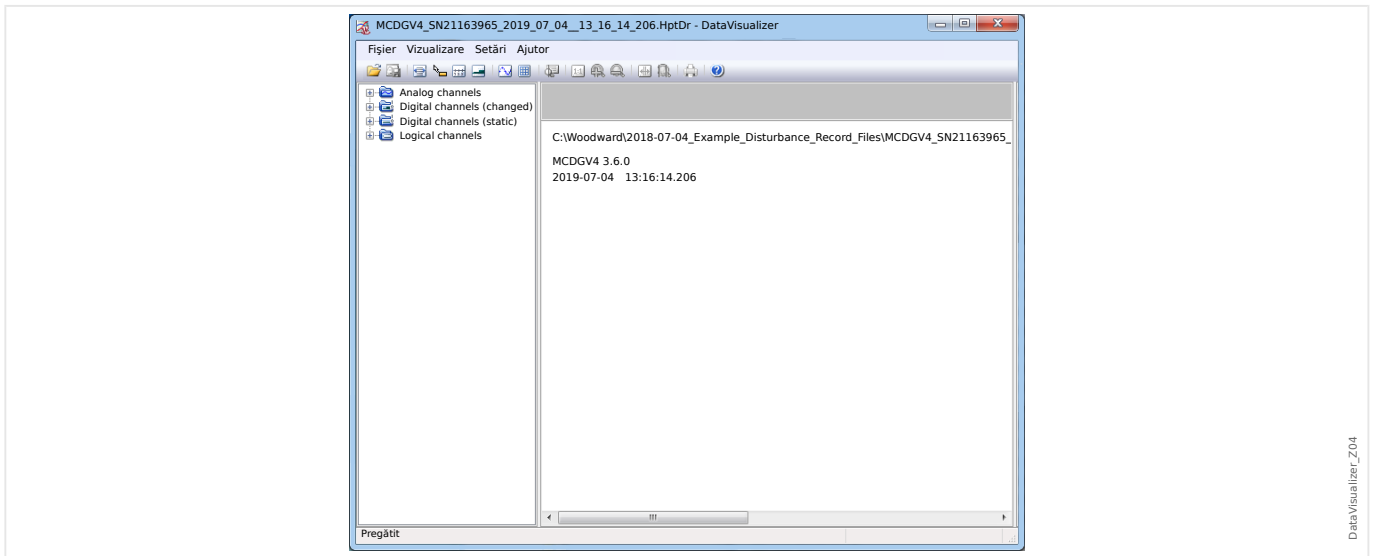 MCDGV4_SN21163965_2019_07_04__13_16_14_206.HptDr - DataVisualizer
Fişier Vizualizare Setări Ajutor
Analog channels
Digital channels (changed)
Digital channels (static)
Logical channels
C:\Woodward\2018-07-04_Example_Disturbance_Record_Files\MCDGV4_SN21163965_
MCDGV4 3.6.0
2019-07-04 13:16:14.206
Pregătit
DataVisualizer_Z04